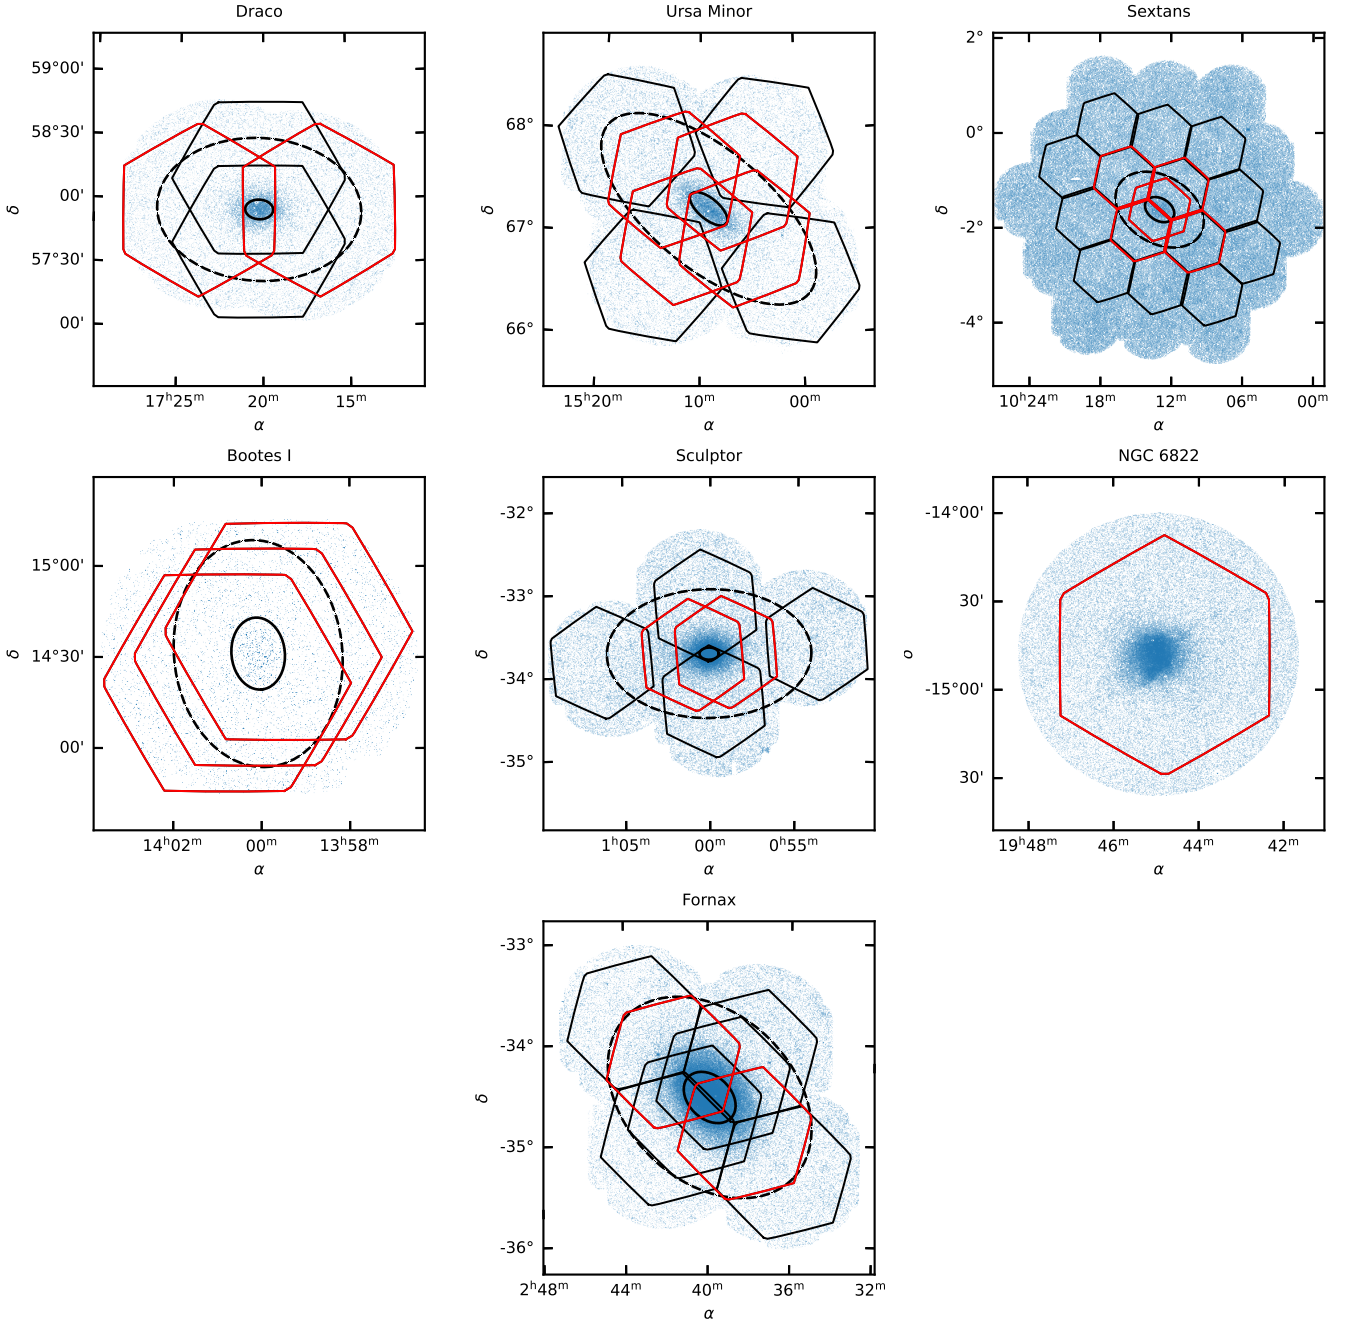 Draco
59°00'
58°30'
00'
57°30'
00'
δ
17ʰ25ᵐ 20ᵐ 15ᵐ
α
Ursa Minor
68°
67°
66°
δ
15ʰ20ᵐ 10ᵐ 00ᵐ
α
Sextans
2°
0°
-2°
-4°
δ
10ʰ24ᵐ 18ᵐ 12ᵐ 06ᵐ 00ᵐ
α
Bootes I
15°00'
14°30'
00'
δ
14ʰ02ᵐ 00ᵐ 13ʰ58ᵐ
α
Sculptor
-32°
-33°
-34°
-35°
δ
1ʰ05ᵐ 00ᵐ 0ʰ55ᵐ
α
NGC 6822
-14°00'
30'
-15°00'
30'
19ʰ48ᵐ 46ᵐ 44ᵐ 42ᵐ
α
Fornax
-33°
-34°
-35°
-36°
δ
2ʰ48ᵐ 44ᵐ 40ᵐ 36ᵐ 32ᵐ
α